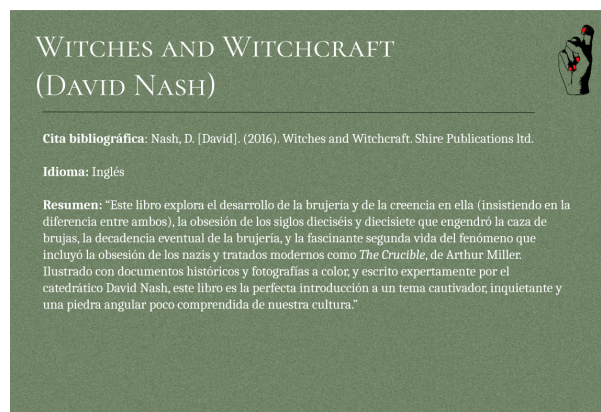 Witches and Witchcraft
(David Nash)
Cita bibliográfica: Nash, D. [David]. (2016). Witches and Witchcraft. Shire Publications ltd.
Idioma: Inglés
Resumen: “Este libro explora el desarrollo de la brujería y de la creencia en ella (insistiendo en la
diferencia entre ambos), la obsesión de los siglos dieciséis y diecisiete que engendró la caza de
brujas, la decadencia eventual de la brujería, y la fascinante segunda vida del fenómeno que
incluyó la obsesión de los nazis y tratados modernos como The Crucible, de Arthur Miller.
Ilustrado con documentos históricos y fotografías a color, y escrito expertamente por el
catedrático David Nash, este libro es la perfecta introducción a un tema cautivador, inquietante y
una piedra angular poco comprendida de nuestra cultura.”